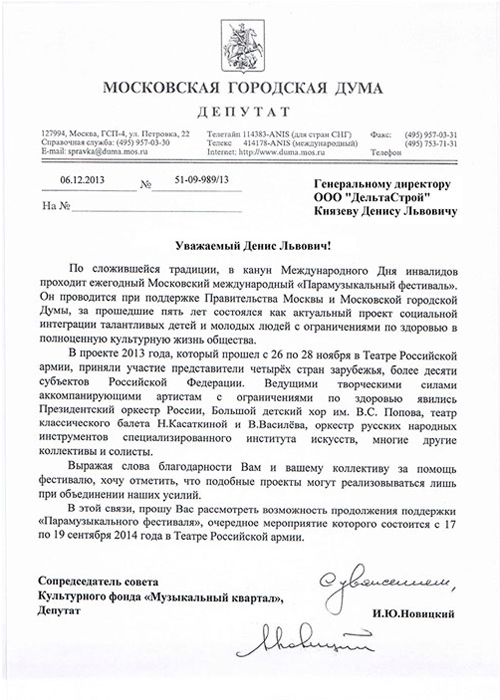 МОСКОВСКАЯ ГОРОДСКАЯ ДУМА
ДЕПУТАТ
127994, Москва, ГСП-4, ул. Петровка, 22
Справочная служба: (495) 957-03-30
E-mail: spravka@duma.mos.ru
Телетайп 114383-ANIS (для стран СНГ)
Телекс 414178-ANIS (международный)
Internet: http://www.duma.mos.ru
Факс: (495) 957-03-31
(495) 753-71-31
Телефон
06.12.2013 № 51-09-989/13
На №
Генеральному директору
ООО "ДельтаСтрой"
Князеву Денису Львовичу
Уважаемый Денис Львович!
По сложившейся традиции, в канун Международного Дня инвалидов
проходит ежегодный Московский международный «Парамузыкальный фестиваль».
Он проводится при поддержке Правительства Москвы и Московской городской
Думы, за прошедшие пять лет состоялся как актуальный проект социальной
интеграции талантливых детей и молодых людей с ограничениями по здоровью в
полноценную культурную жизнь общества.
В проекте 2013 года, который прошел с 26 по 28 ноября в Театре Российской
армии, приняли участие представители четырёх стран зарубежья, более десяти
субъектов Российской Федерации. Ведущими творческими силами
аккомпанирующими артистам с ограничениями по здоровью явились
Президентский оркестр России, Большой детский хор им. В.С. Попова, театр
классического балета Н.Касаткиной и В.Василёва, оркестр русских народных
инструментов специализированного института искусств, многие другие
коллективы и солисты.
Выражая слова благодарности Вам и вашему коллективу за помощь
фестивалю, хочу отметить, что подобные проекты могут реализовываться лишь
при объединении наших усилий.
В этой связи, прошу Вас рассмотреть возможность продолжения поддержки
«Парамузыкального фестиваля», очередное мероприятие которого состоится с 17
по 19 сентября 2014 года в Театре Российской армии.
Сопредседатель совета
Культурного фонда «Музыкальный квартал»,
Депутат
С уважением,
И.Ю.Новицкий